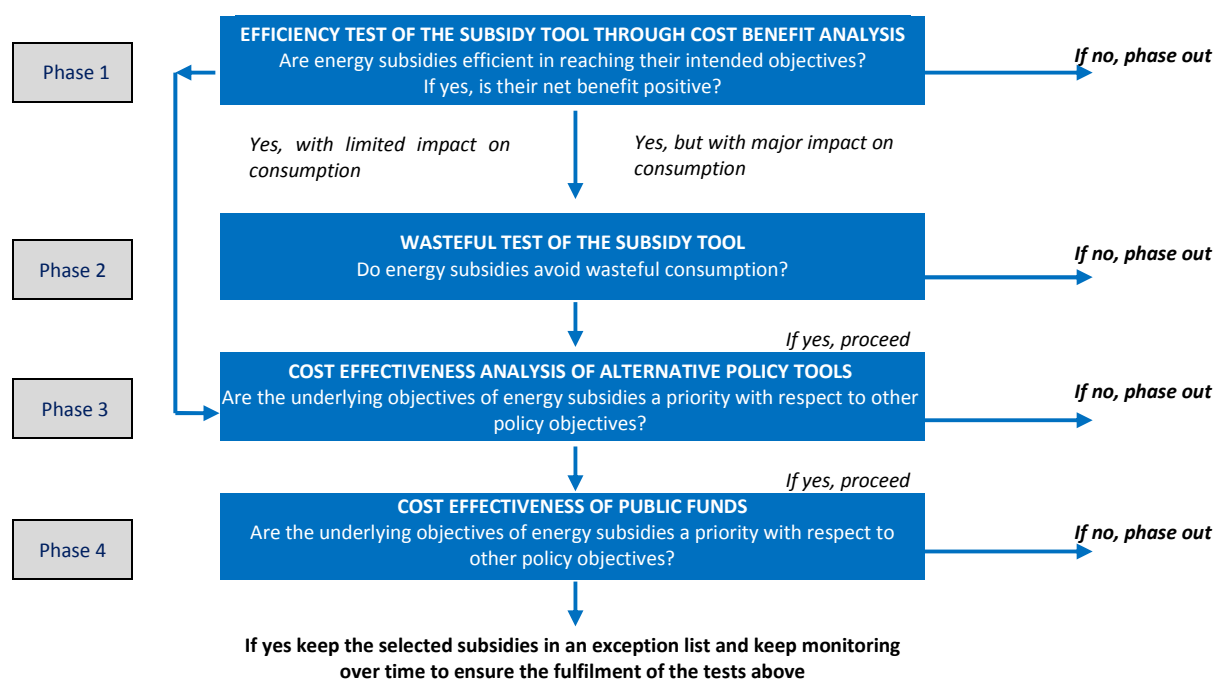 EFFICIENCY TEST OF THE SUBSIDY TOOL THROUGH COST BENEFIT ANALYSIS
Are energy subsidies efficient in reaching their intended objectives?
If yes, is their net benefit positive?
Phase 1
If no, phase out
Yes, with limited impact on
consumption
Yes, but with major impact on
consumption
WASTEFUL TEST OF THE SUBSIDY TOOL
Do energy subsidies avoid wasteful consumption?
Phase 2
If no, phase out
If yes, proceed
COST EFFECTIVENESS ANALYSIS OF ALTERNATIVE POLICY TOOLS
Are the underlying objectives of energy subsidies a priority with respect to other
policy objectives?
Phase 3
If no, phase out
If yes, proceed
COST EFFECTIVENESS OF PUBLIC FUNDS
Are the underlying objectives of energy subsidies a priority with respect to
other policy objectives?
Phase 4
If no, phase out
If yes keep the selected subsidies in an exception list and keep monitoring
over time to ensure the fulfilment of the tests above